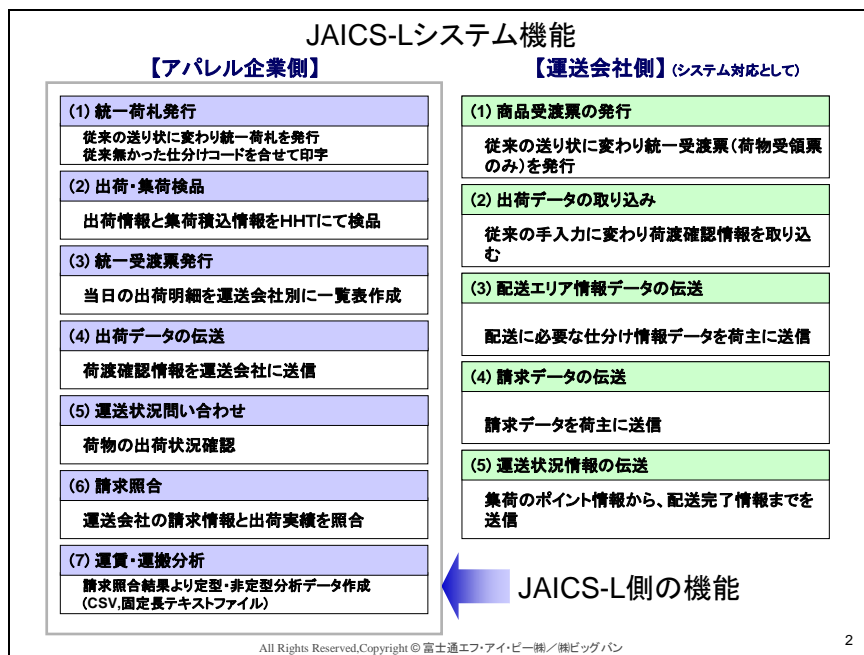 JAICS-Lシステム機能
【アパレル企業側】
(1) 統一荷札発行
従来の送り状に変わり統一荷札を発行
従来無かった仕分けコードを合せて印字
(2) 出荷・集荷検品
出荷情報と集荷積込情報をHHTにて検品
(3) 統一受渡票発行
当日の出荷明細を運送会社別に一覧表作成
(4) 出荷データの伝送
荷渡確認情報を運送会社に送信
(5) 運送状況問い合わせ
荷物の出荷状況確認
(6) 請求照合
運送会社の請求情報と出荷実績を照合
(7) 運賃・運搬分析
請求照合結果より定型・非定型分析データ作成
(CSV,固定長テキストファイル)
【運送会社側】(システム対応として)
(1) 商品受渡票の発行
従来の送り状に変わり統一受渡票(荷物受領票
のみ)を発行
(2) 出荷データの取り込み
従来の手入力に変わり荷渡確認情報を取り込
む
(3) 配送エリア情報データの伝送
配送に必要な仕分け情報データを荷主に送信
(4) 請求データの伝送
請求データを荷主に送信
(5) 運送状況情報の伝送
集荷のポイント情報から、配送完了情報までを
送信
JAICS-L側の機能
All Rights Reserved,Copyright © 富士通エフ・アイ・ピー㈱／㈱ビッグバン
2